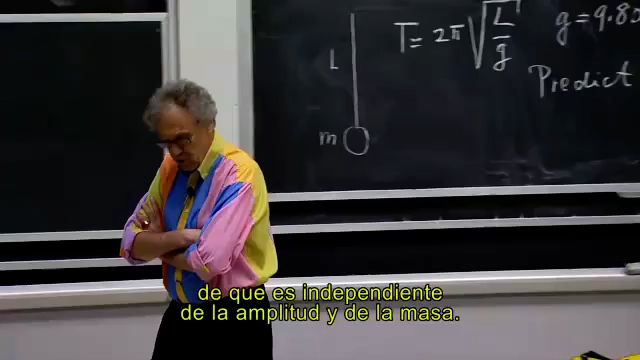 T = 2π √(L/g)
g = 9.8
L
Predict
m
de que es independiente
de la amplitud y de la masa.